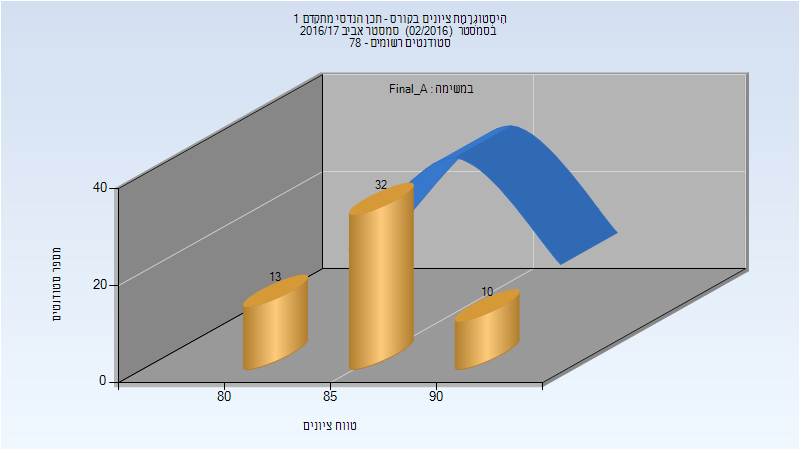 היסטוגרמת ציונים בקורס - תכן הנדסי מתקדם 1
בסמסטר (02/2016) סמסטר אביב 2016/17
סטודנטים רשומים - 78
במשימה : Final_A
מספר סטודנטים
40
20
0
13
32
10
80
85
90
טווח ציונים